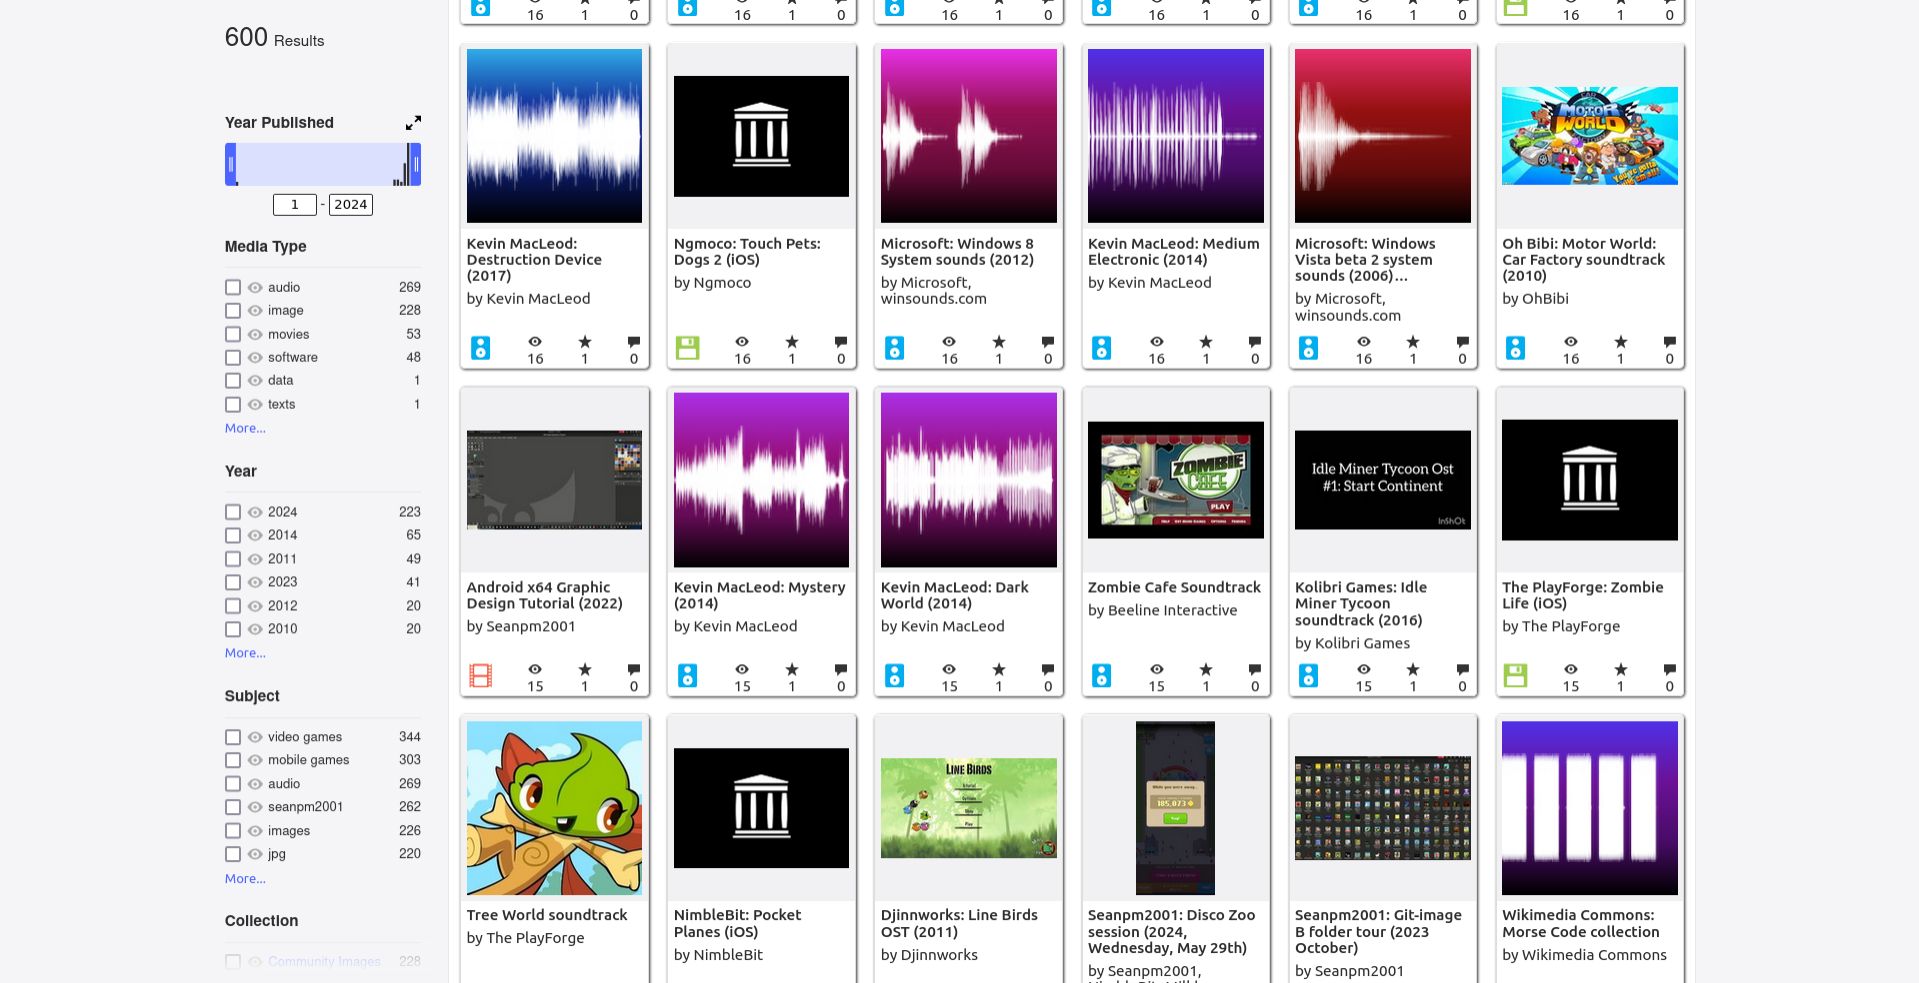 600 Results
Year Published
1 - 2024
Media Type
audio 269
image 228
movies 53
software 48
data 1
texts 1
More...
Year
2024 223
2014 65
2011 49
2023 41
2012 20
2010 20
More...
Subject
video games 344
mobile games 303
audio 269
seanpm2001 262
images 226
jpg 220
More...
Collection
Community Images 228
16 1 0
16 1 0
16 1 0
16 1 0
16 1 0
16 1 0
Kevin MacLeod:
Destruction Device
(2017)
by Kevin MacLeod
16 1 0
Ngmoco: Touch Pets:
Dogs 2 (iOS)
by Ngmoco
16 1 0
Microsoft: Windows 8
System sounds (2012)
by Microsoft,
winsounds.com
16 1 0
Kevin MacLeod: Medium
Electronic (2014)
by Kevin MacLeod
16 1 0
Microsoft: Windows
Vista beta 2 system
sounds (2006)...
by Microsoft,
winsounds.com
16 1 0
CAR
MOTOR
WORLD
Oh Bibi: Motor World:
Car Factory soundtrack
(2010)
by OhBibi
16 1 0
Android x64 Graphic
Design Tutorial (2022)
by Seanpm2001
15 1 0
Kevin MacLeod: Mystery
(2014)
by Kevin MacLeod
15 1 0
Kevin MacLeod: Dark
World (2014)
by Kevin MacLeod
15 1 0
ZOMBIE
CAFE
PLAY
Zombie Cafe Soundtrack
by Beeline Interactive
15 1 0
Idle Miner Tycoon Ost
#1: Start Continent
InShOt
Kolibri Games: Idle
Miner Tycoon
soundtrack (2016)
by Kolibri Games
15 1 0
The PlayForge: Zombie
Life (iOS)
by The PlayForge
15 1 0
Tree World soundtrack
by The PlayForge
NimbleBit: Pocket
Planes (iOS)
by NimbleBit
LINE BIRDS
Djinnworks: Line Birds
OST (2011)
by Djinnworks
185,073
Seanpm2001: Disco Zoo
session (2024,
Wednesday, May 29th)
by Seanpm2001,
Seanpm2001: Git-image
B folder tour (2023
October)
by Seanpm2001
Wikimedia Commons:
Morse Code collection
by Wikimedia Commons